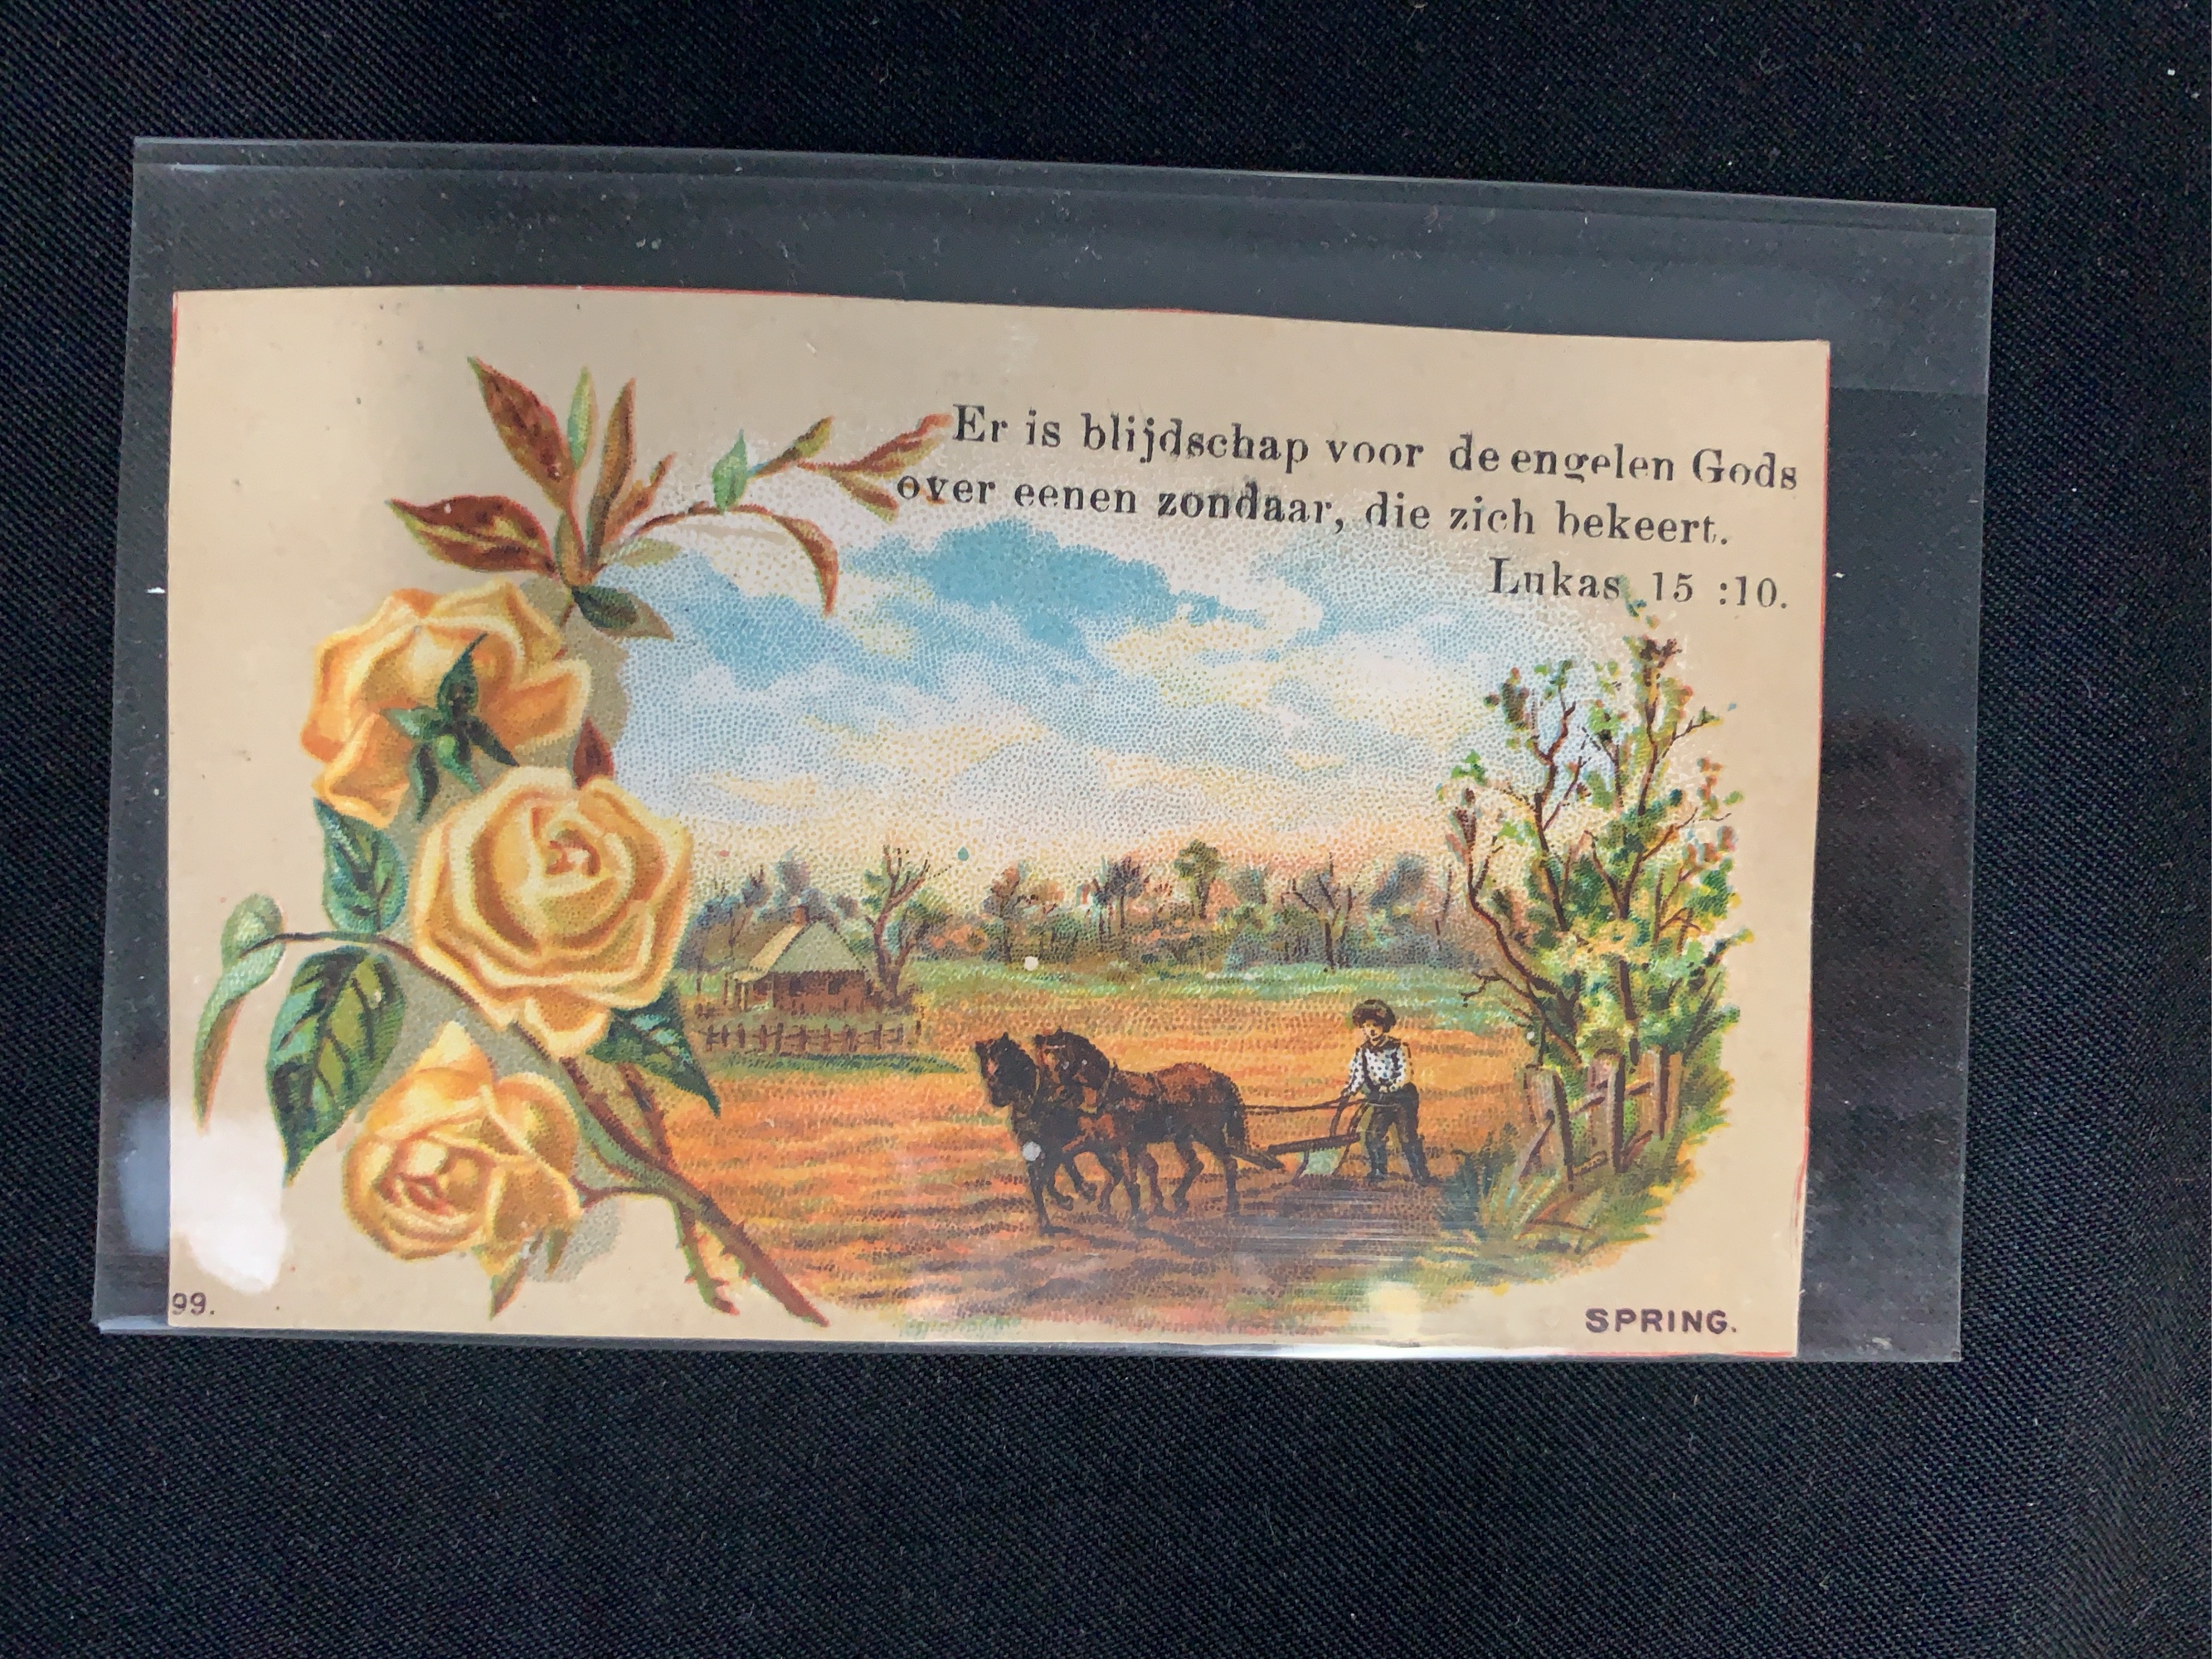 Er is blijdschap voor de engelen Gods
over eenen zondaar, die zich bekeert.
Lukas 15 :10.
99.
SPRING.